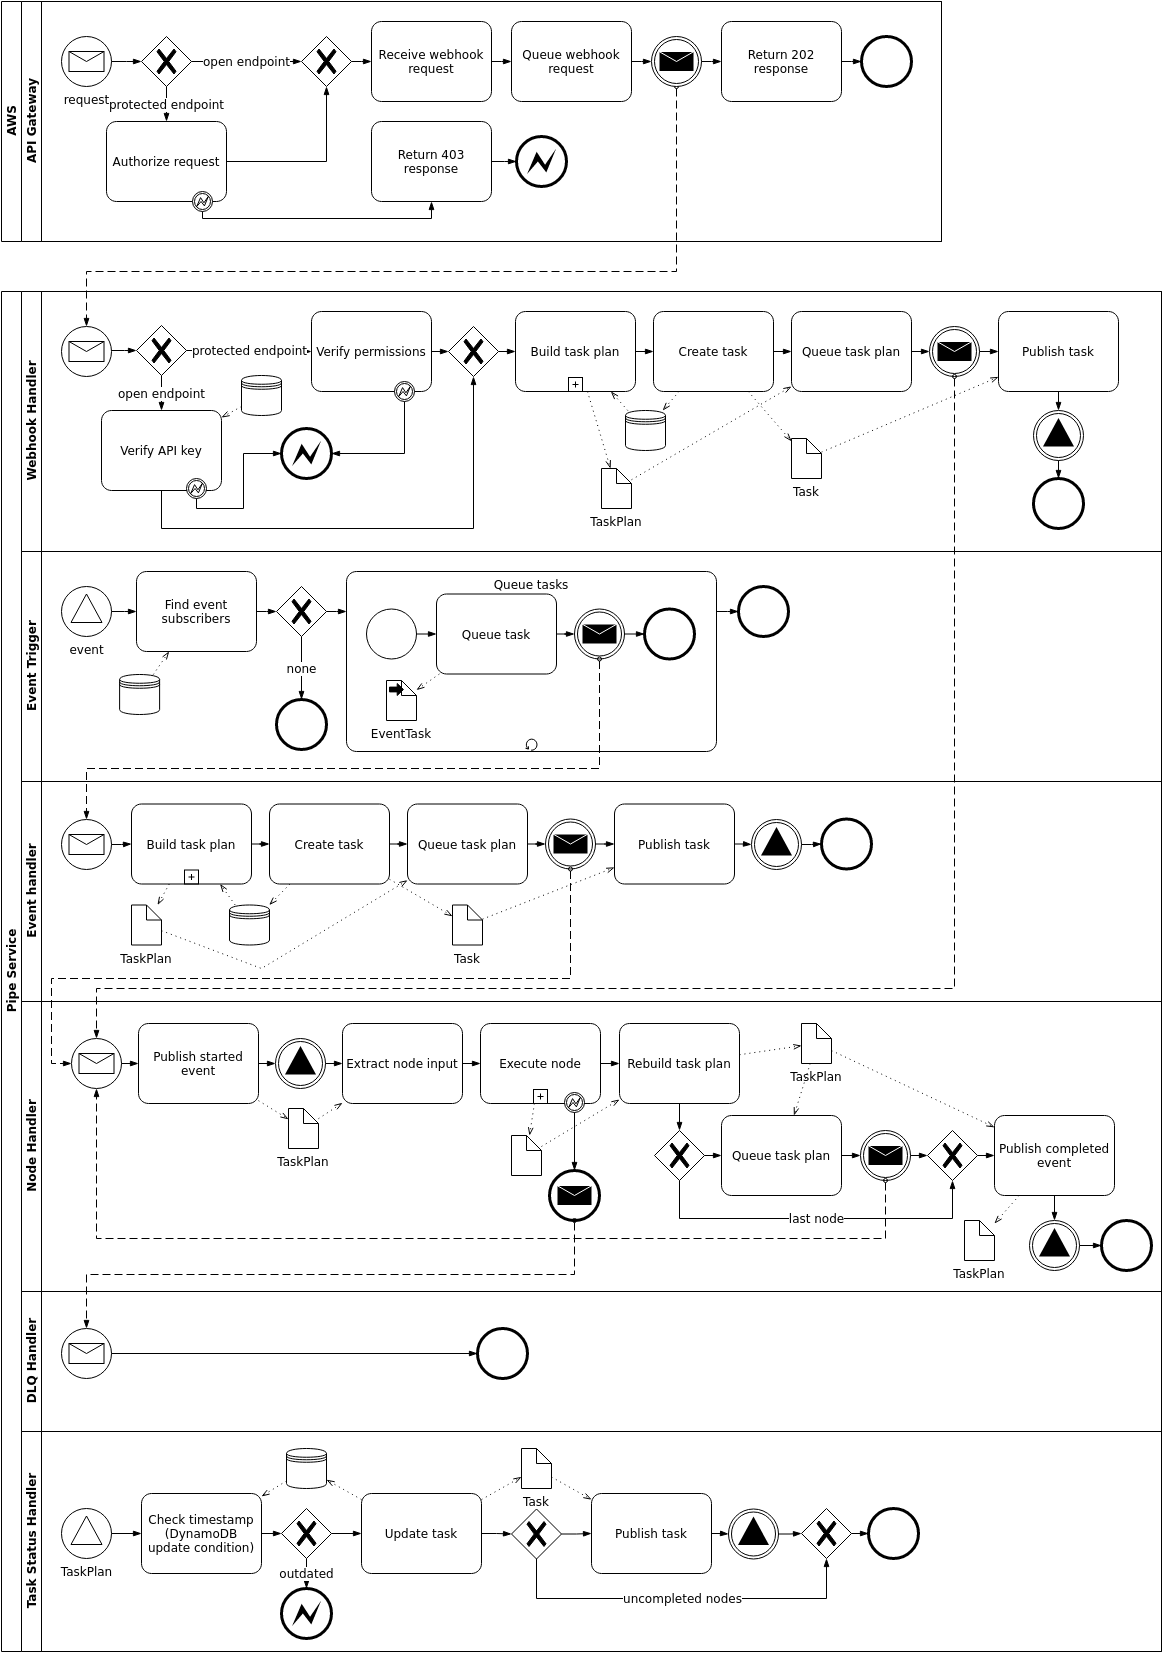 AWS
API Gateway
request
open endpoint
protected endpoint
Authorize request
Receive webhook
request
Queue webhook
request
Return 202
response
Return 403
response
Pipe Service
Webhook Handler
protected endpoint
open endpoint
Verify API key
Verify permissions
Build task plan
Create task
Queue task plan
Publish task
TaskPlan
Task
Event Trigger
event
Find event
subscribers
none
Queue tasks
Queue task
EventTask
Event handler
Build task plan
Create task
Queue task plan
Publish task
TaskPlan
Task
Node Handler
Publish started
event
Extract node input
Execute node
Rebuild task plan
TaskPlan
TaskPlan
Queue task plan
Publish completed
event
last node
TaskPlan
DLQ Handler
Task Status Handler
TaskPlan
Check timestamp
(DynamoDB
update condition)
outdated
Update task
Task
Publish task
uncompleted nodes